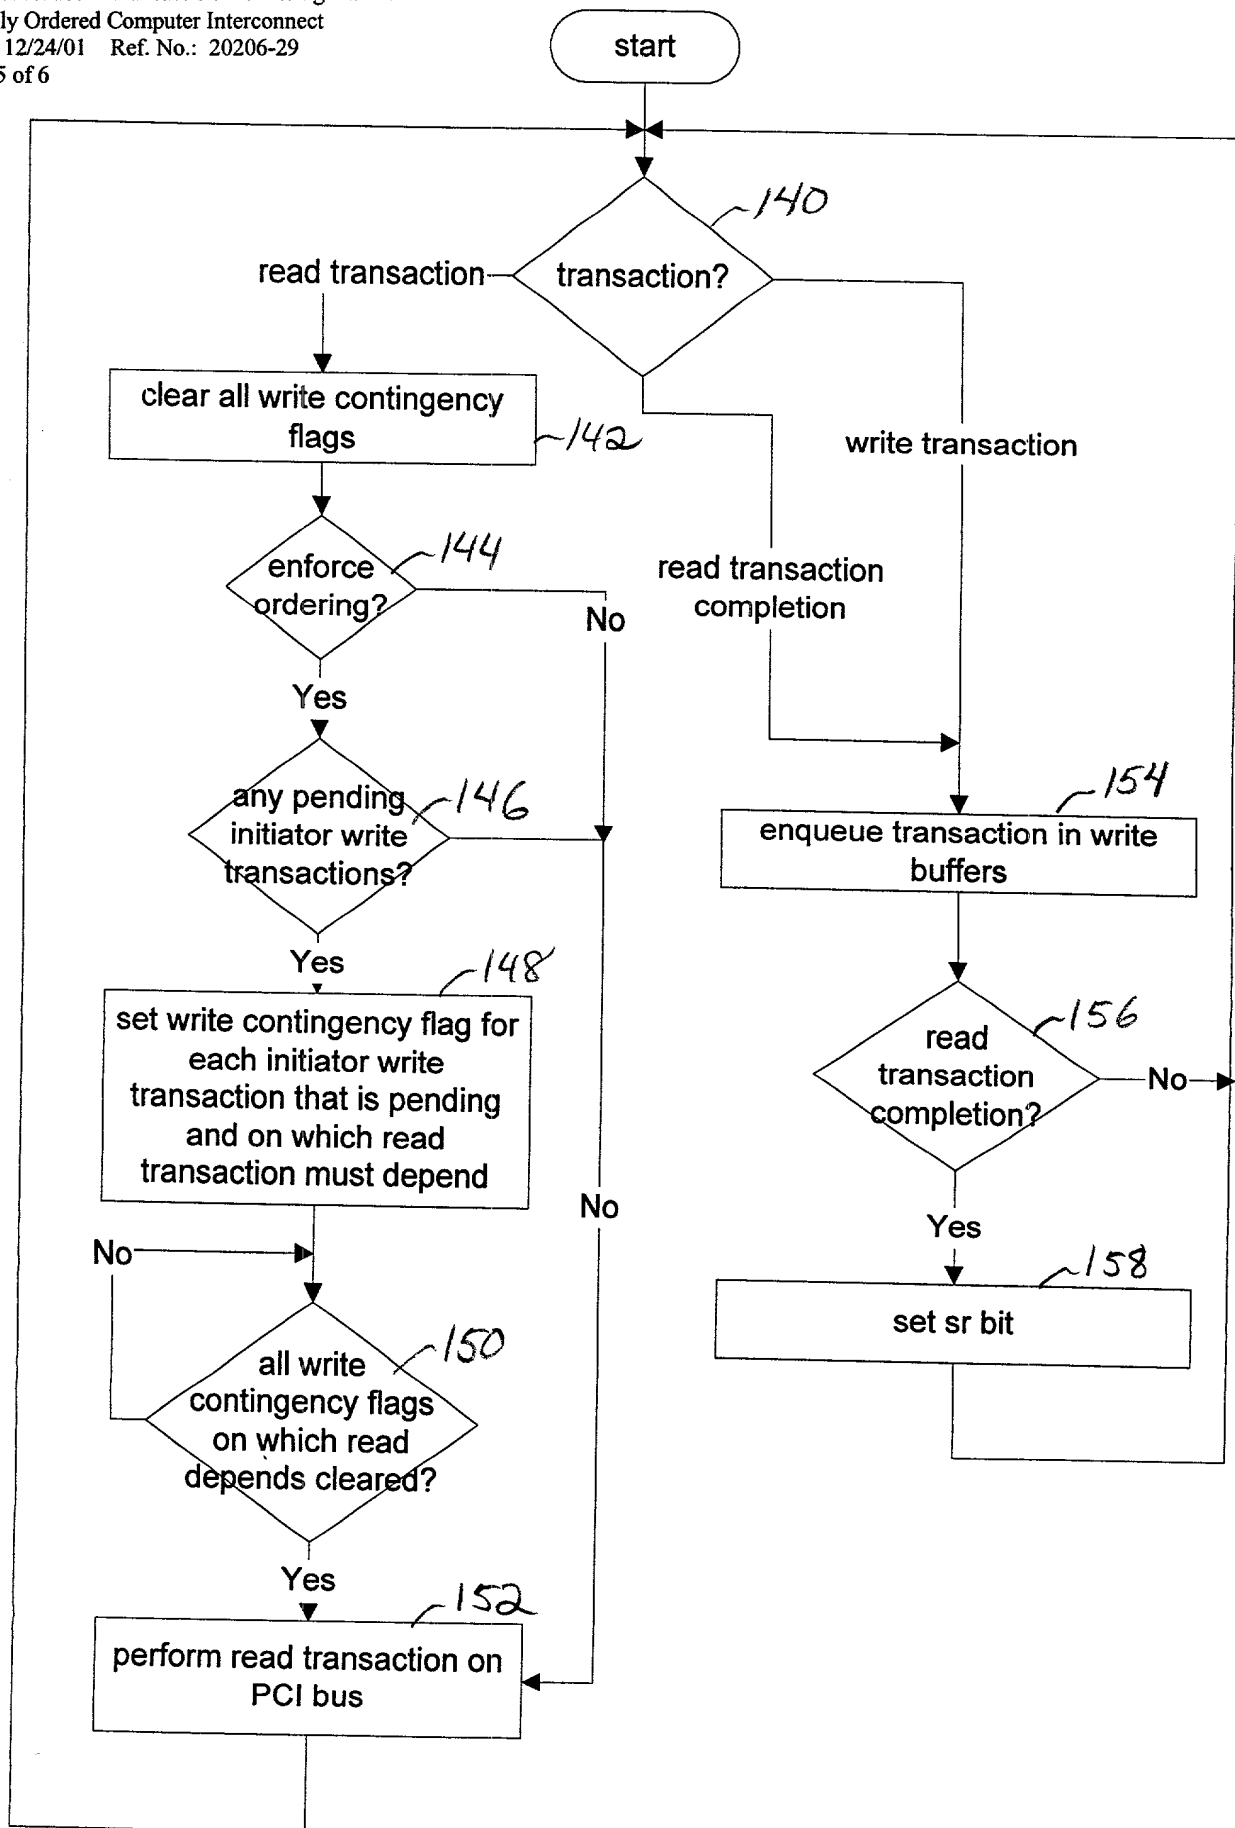 ly Ordered Computer Interconnect
12/24/01 Ref. No.: 20206-29
5 of 6
start
140
read transaction
transaction?
clear all write contingency
flags
142
write transaction
144
enforce
ordering?
read transaction
completion
No
Yes
any pending
initiator write
transactions?
146
154
enqueue transaction in write
buffers
Yes
148
set write contingency flag for
each initiator write
transaction that is pending
and on which read
transaction must depend
read
transaction
completion?
156
No
No
Yes
No
158
set sr bit
all write
contingency flags
on which read
depends cleared?
150
Yes
152
perform read transaction on
PCI bus